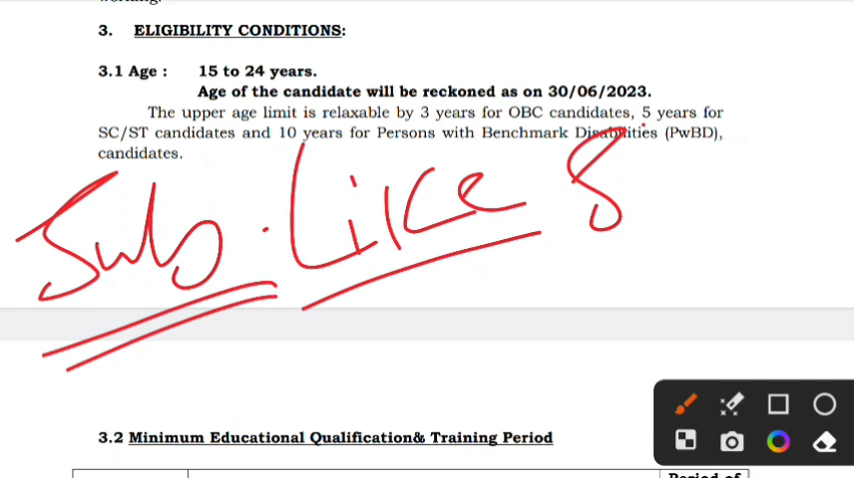 3. ELIGIBILITY CONDITIONS:
3.1 Age : 15 to 24 years.
Age of the candidate will be reckoned as on 30/06/2023.
The upper age limit is relaxable by 3 years for OBC candidates, 5 years for
SC/ST candidates and 10 years for Persons with Benchmark Disabilities (PwBD),
candidates.
Sub. Like 8
3.2 Minimum Educational Qualification& Training Period
Period of